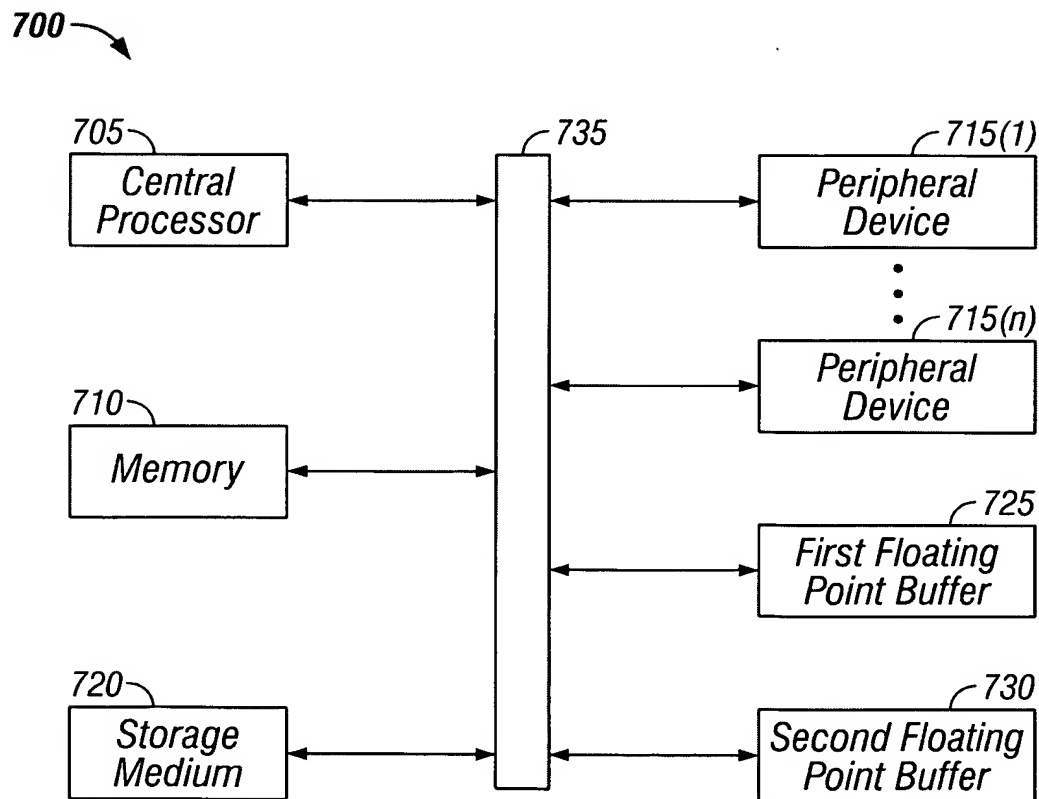 700
705
Central
Processor
735
715(1)
Peripheral
Device
715(n)
Peripheral
Device
710
Memory
725
First Floating
Point Buffer
720
Storage
Medium
730
Second Floating
Point Buffer